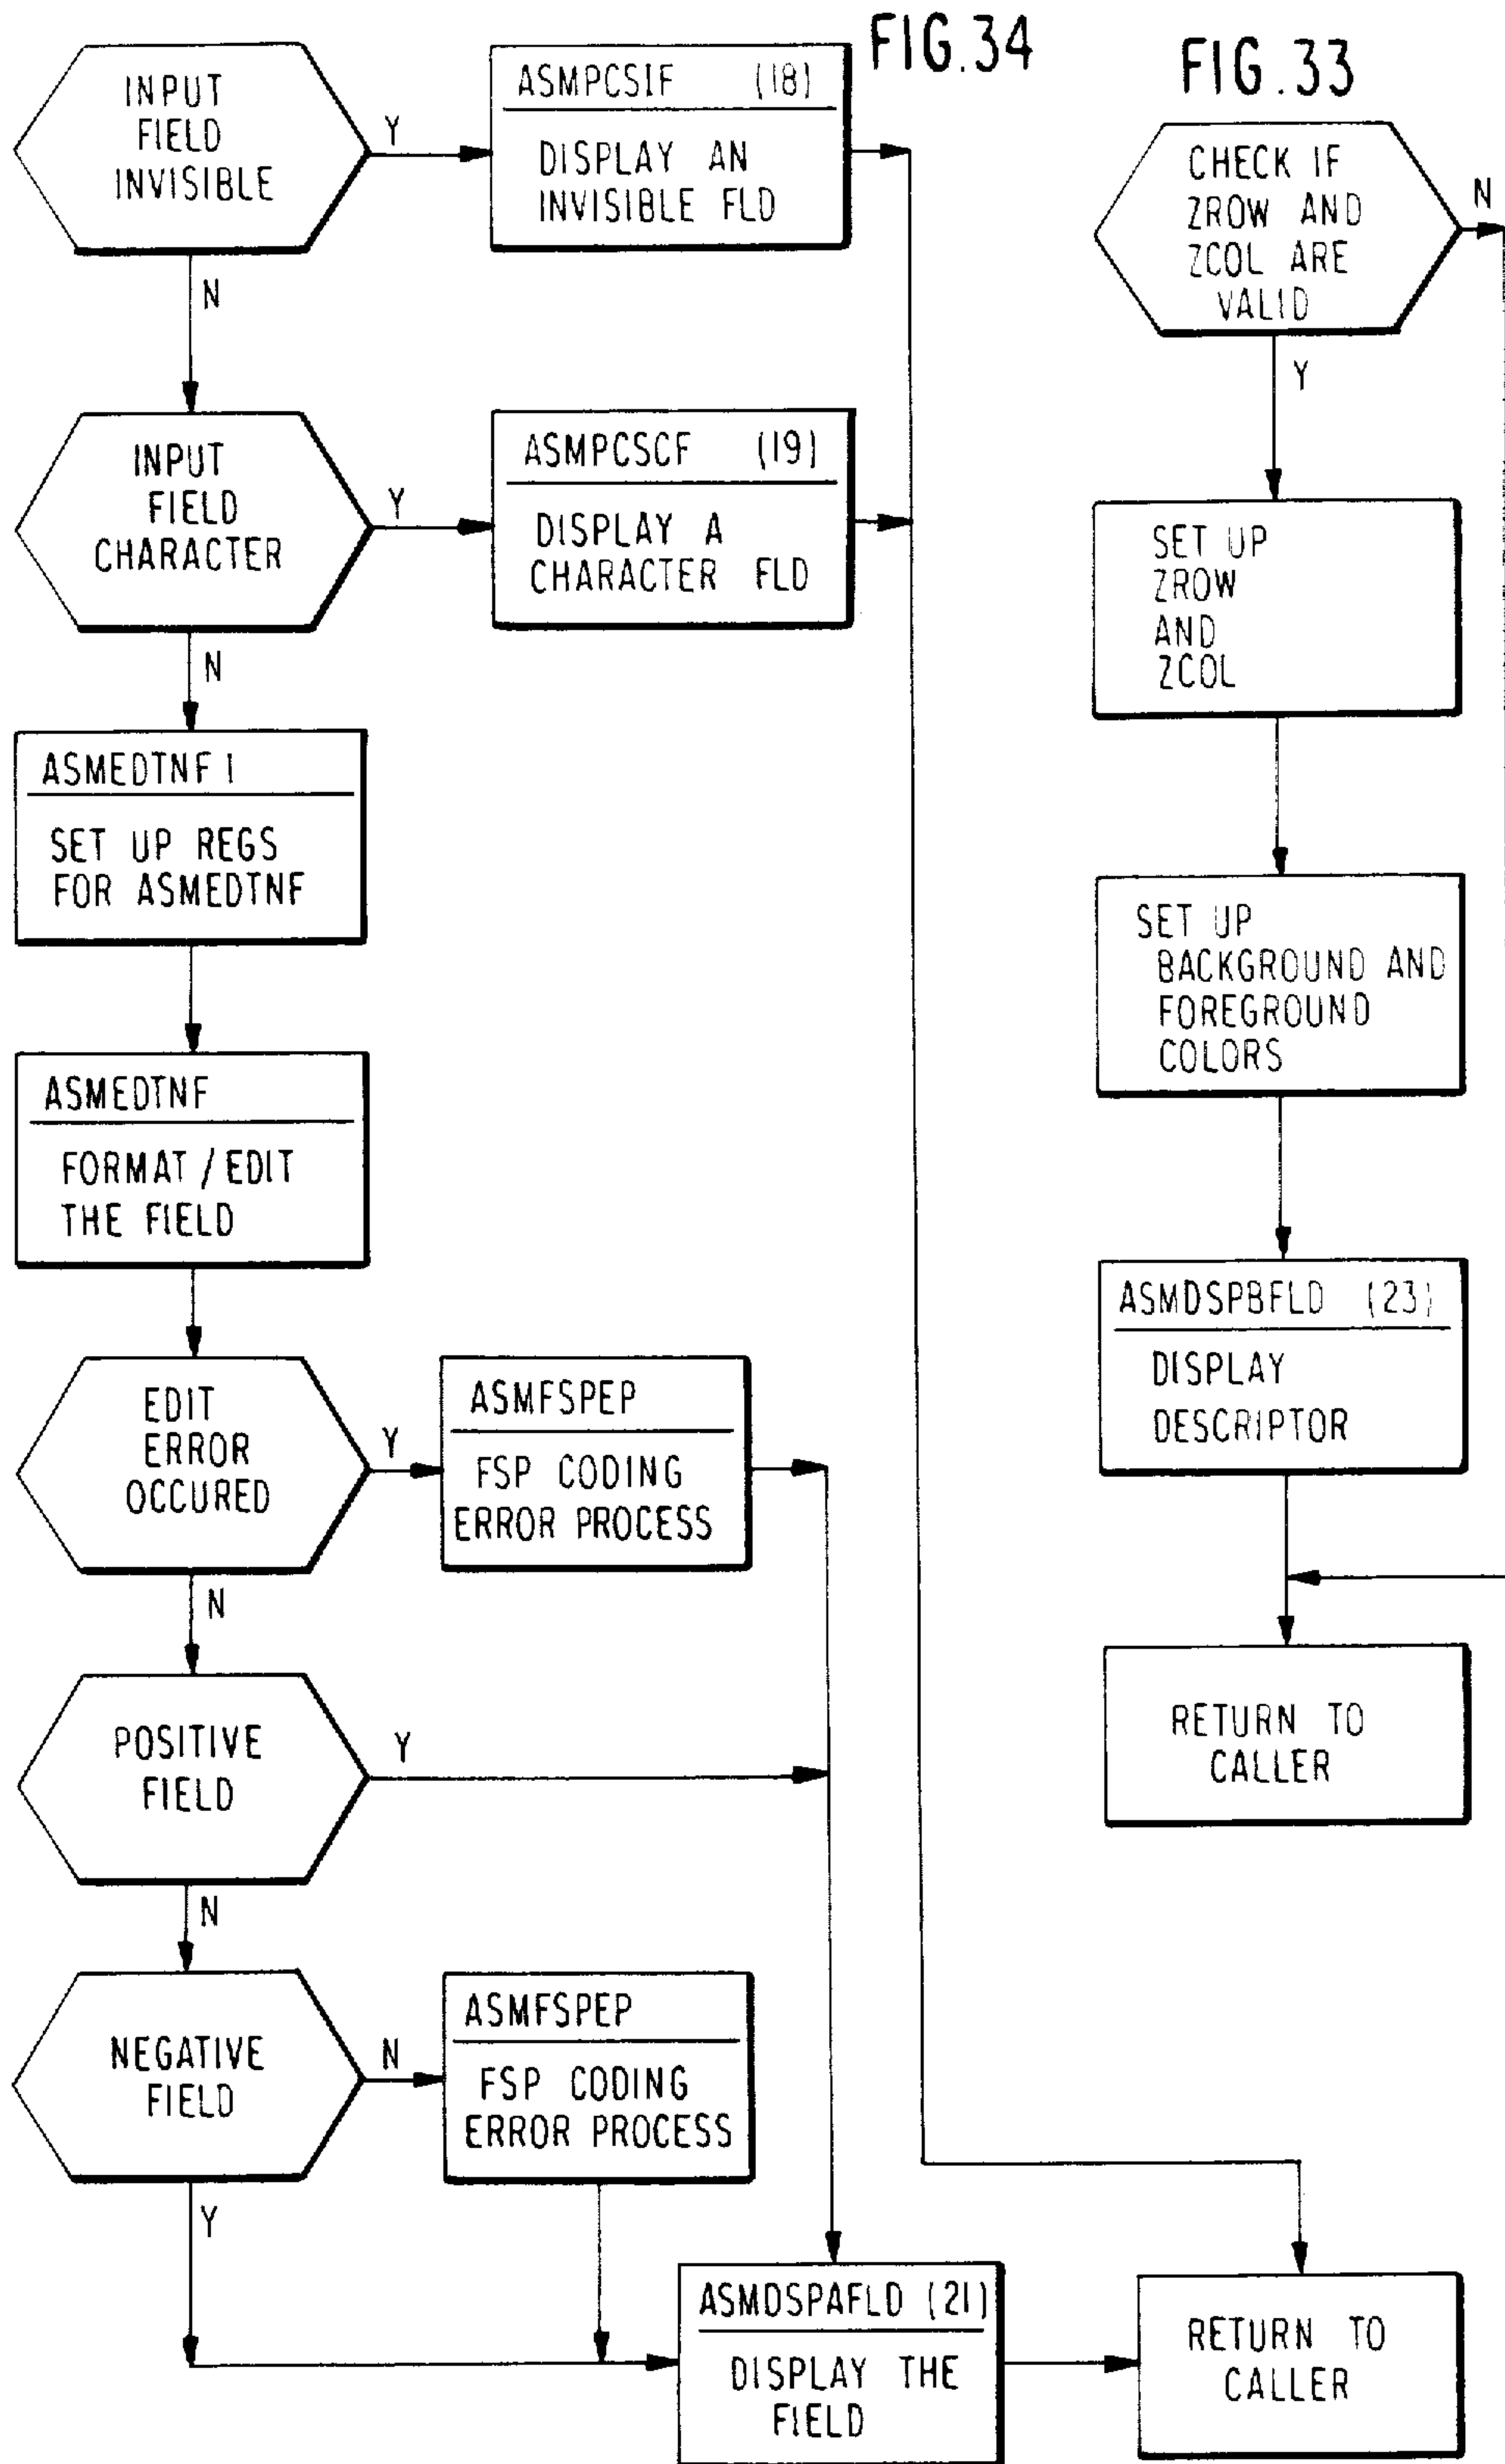 FIG.34
INPUT
FIELD
INVISIBLE
Y
N
ASMPCSIF (18)
DISPLAY AN
INVISIBLE FLD
INPUT
FIELD
CHARACTER
Y
N
ASMPCSCF (19)
DISPLAY A
CHARACTER FLD
ASMEDTNF1
SET UP REGS
FOR ASMEDTNF
ASMEDTNF
FORMAT/EDIT
THE FIELD
EDIT
ERROR
OCCURED
Y
N
ASMFSPEP
FSP CODING
ERROR PROCESS
POSITIVE
FIELD
Y
N
NEGATIVE
FIELD
N
Y
ASMFSPEP
FSP CODING
ERROR PROCESS
ASMDSPAFLD (21)
DISPLAY THE
FIELD
RETURN TO
CALLER
FIG.33
CHECK IF
ZROW AND
ZCOL ARE
VALID
N
Y
SET UP
ZROW
AND
ZCOL
SET UP
BACKGROUND AND
FOREGROUND
COLORS
ASMDSPBFLD (23)
DISPLAY
DESCRIPTOR
RETURN TO
CALLER